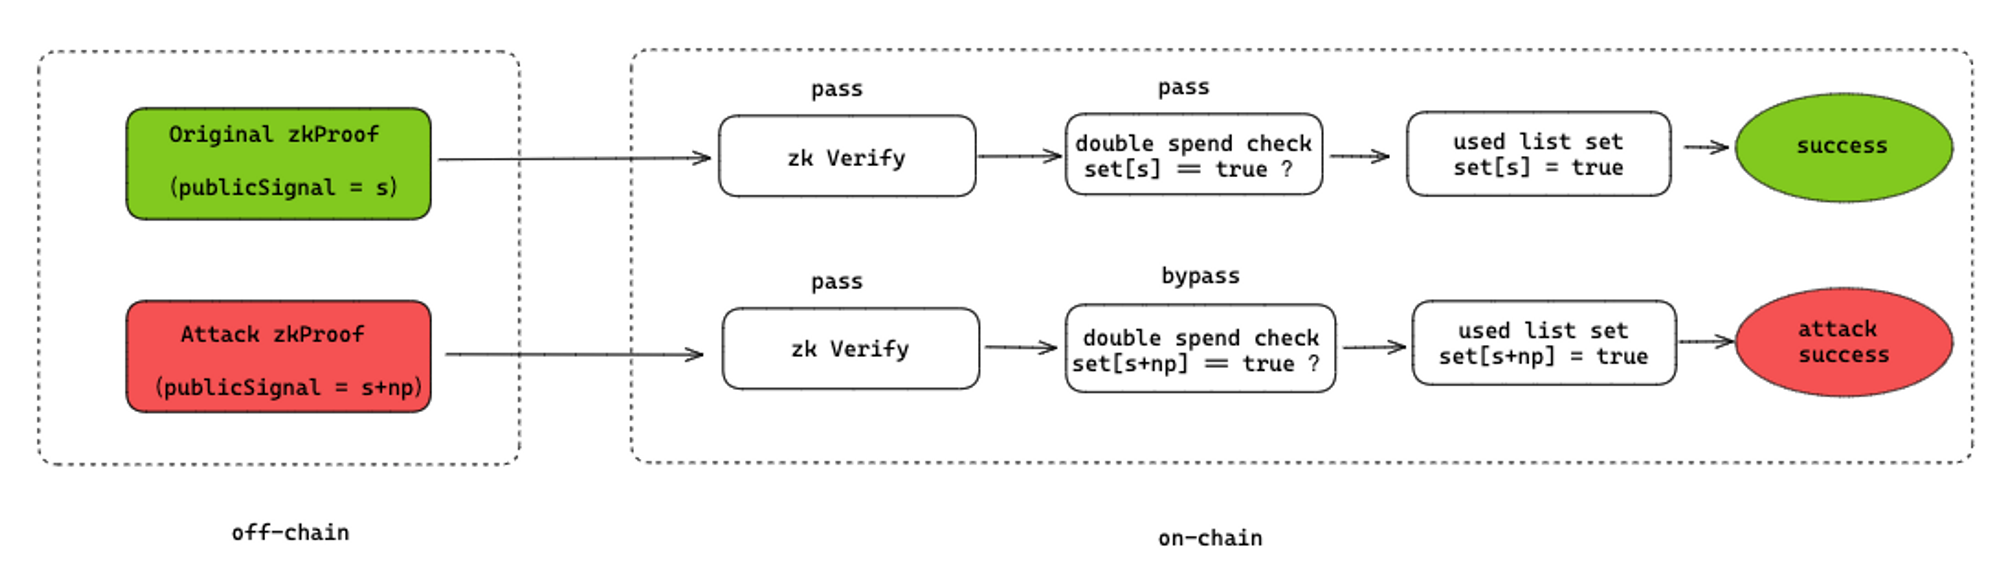 pass
pass
Original zkProof
(publicSignal = s)
zk Verify
double spend check
set[s] == true ?
used list set
set[s] = true
success
pass
bypass
Attack zkProof
(publicSignal = s+np)
zk Verify
double spend check
set[s+np] == true ?
used list set
set[s+np] = true
attack
success
off-chain
on-chain